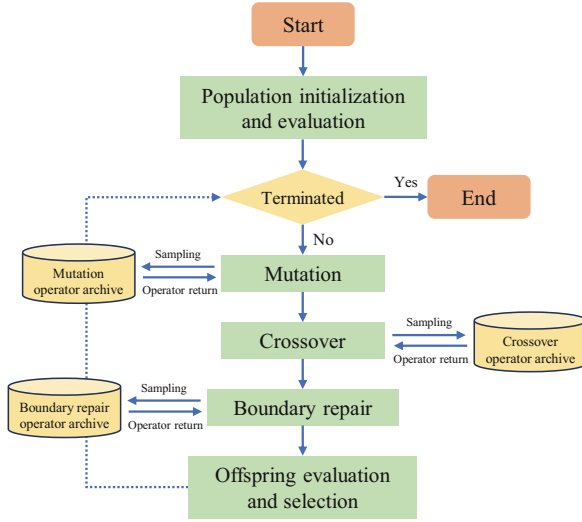 Start
Population initialization
and evaluation
Terminated
Yes
End
No
Sampling
Mutation
operator archive
Operator return
Mutation
Crossover
Sampling
Operator return
Crossover
operator archive
Sampling
Boundary repair
operator archive
Operator return
Boundary repair
Offspring evaluation
and selection